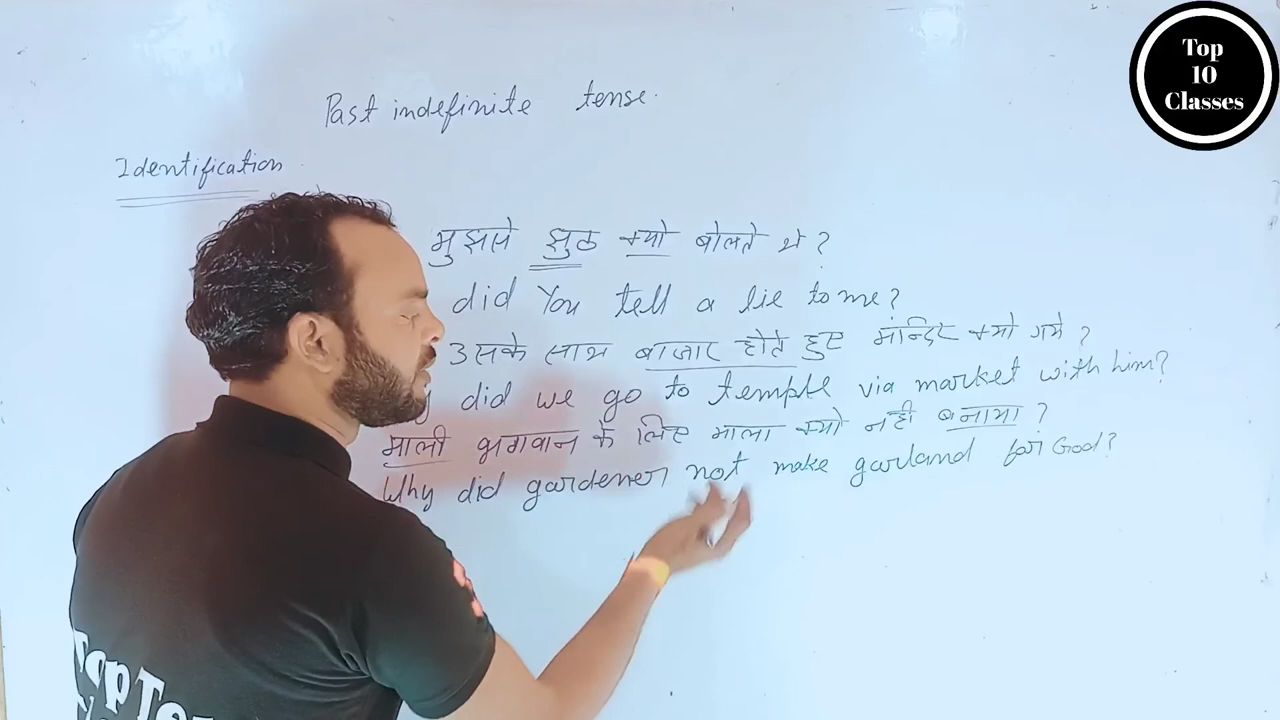 Top
10
Classes
Past indefinite tense.
Identification
मुझसे झुठ क्यो बोलते थे ?
did You tell a lie to me?
उसके साथ बाजार होते हुए मन्दिर क्यो गये ?
did we go to temple via market with him?
माली भगवान के लिए माला क्यो नही बनाया ?
Why did gardener not make garland for God?
Top Ten